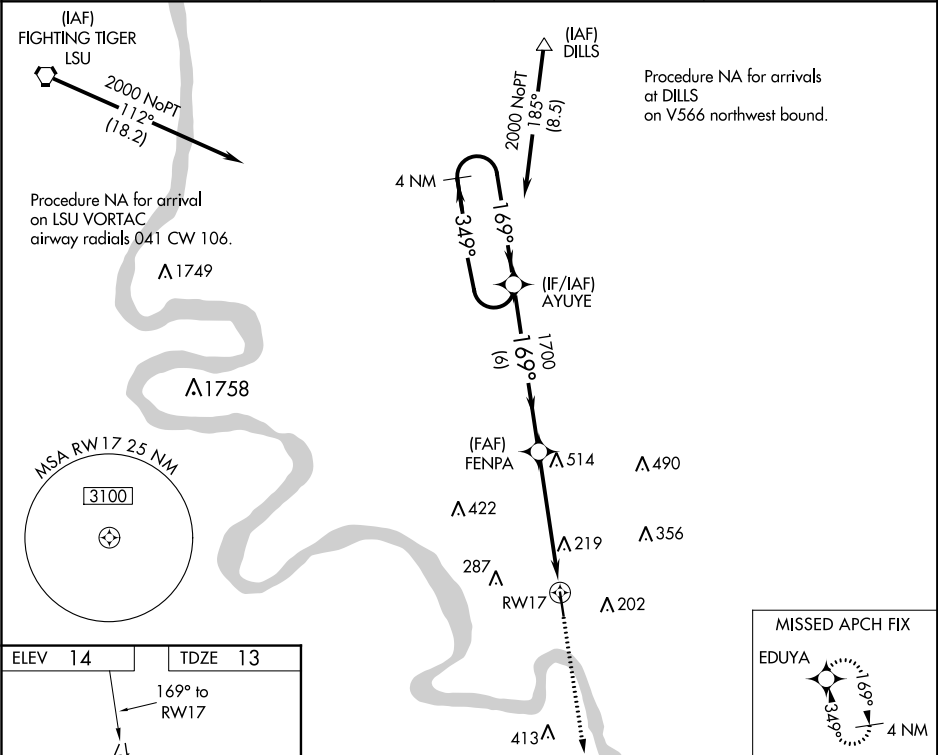 (IAF)
FIGHTING TIGER
LSU
2000 NoPT
112°
(18.2)
(IAF)
DILLS
2000 NoPT
185°
(8.5)
Procedure NA for arrivals
at DILLS
on V566 northwest bound.
4 NM
349°
169°
Procedure NA for arrival
on LSU VORTAC
airway radials 041 CW 106.
1749
(IF/IAF)
AYUYE
1700
169°
(6)
1758
MSA RW17 25 NM
3100
(FAF)
FENPA
514
490
422
219
356
287
RW17
202
413
ELEV 14
TDZE 13
169° to
RW17
MISSED APCH FIX
EDUYA
169°
349°
4 NM